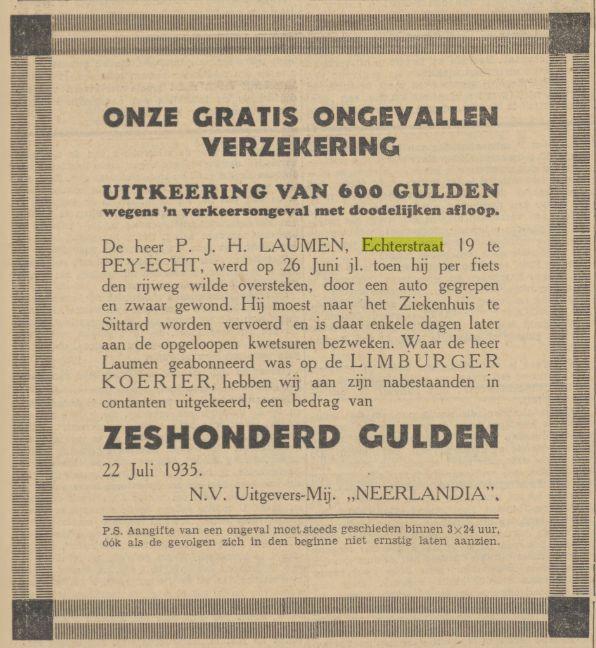 ONZE GRATIS ONGEVALLEN
VERZEKERING
UITKEERING VAN 600 GULDEN
wegens 'n verkeersongeval met doodelijken afloop.
De heer P. J. H. LAUMEN, Echterstraat 19 te
PEY-ECHT, werd op 26 Juni jl. toen hij per fiets
den rijweg wilde oversteken, door een auto gegrepen
en zwaar gewond. Hij moest naar het Ziekenhuis te
Sittard worden vervoerd en is daar enkele dagen later
aan de opgeloopen kwetsuren bezweken. Waar de heer
Laumen geabonneerd was op de LIMBURGER
KOERIER, hebben wij aan zijn nabestaanden in
contanten uitgekeerd, een bedrag van
ZESHONDERD GULDEN
22 Juli 1935.
N.V. Uitgevers-Mij. „NEERLANDIA".
P.S. Aangifte van een ongeval moet steeds geschieden binnen 3×24 uur,
óók als de gevolgen zich in den beginne niet ernstig laten aanzien.